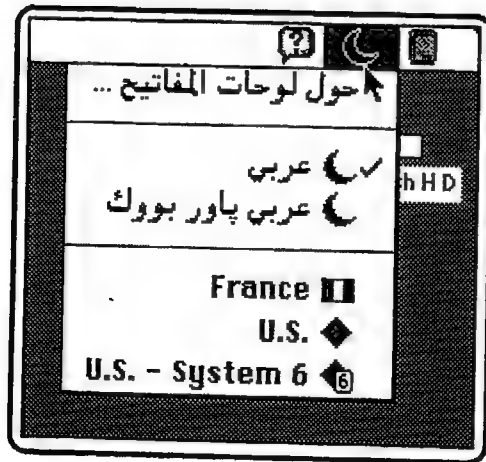 حول لوحات المفاتيح ...
✓ عربي
عربي پاور بووك
h H D
France
U.S.
U.S. - System 6